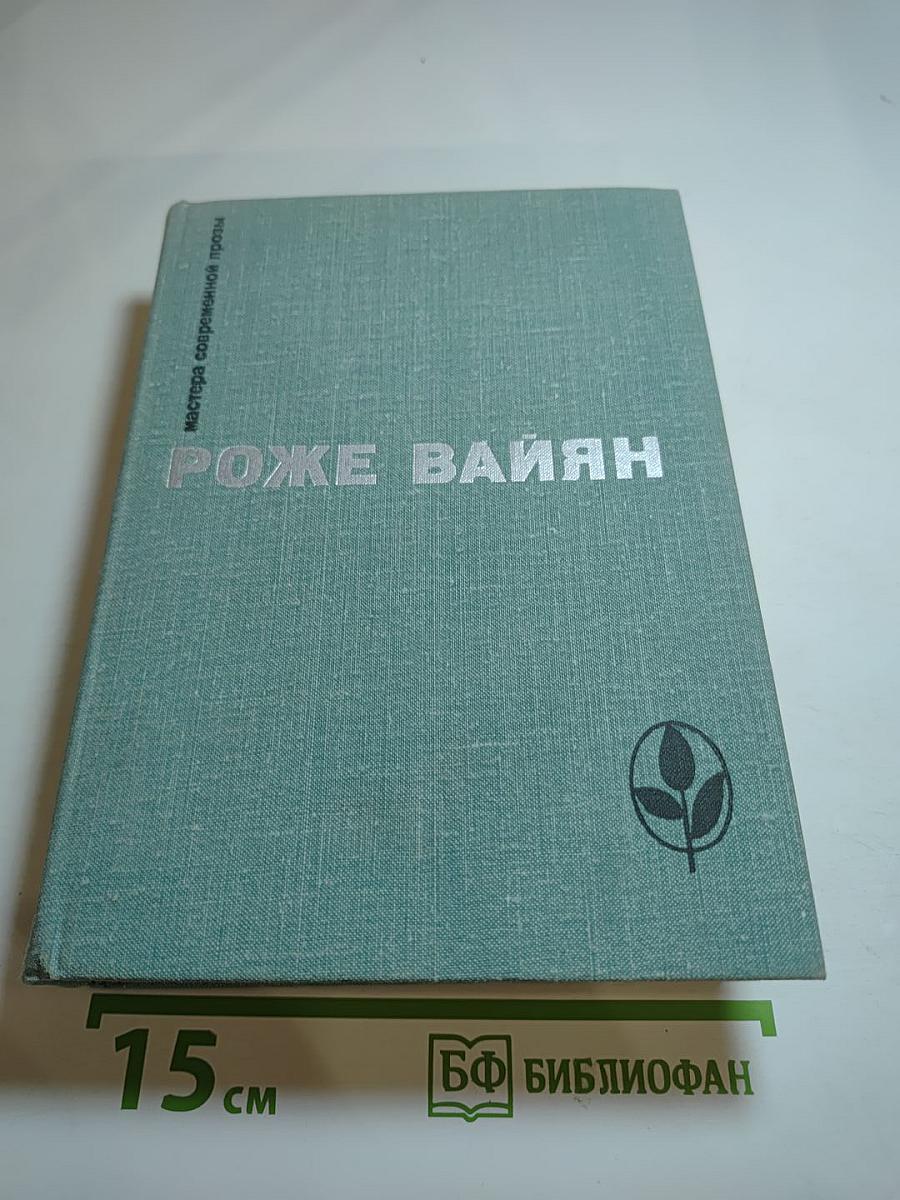 мастера современной прозы
РОЖЕ ВАЙЯН
15 см
БФ БИБЛИОФАН